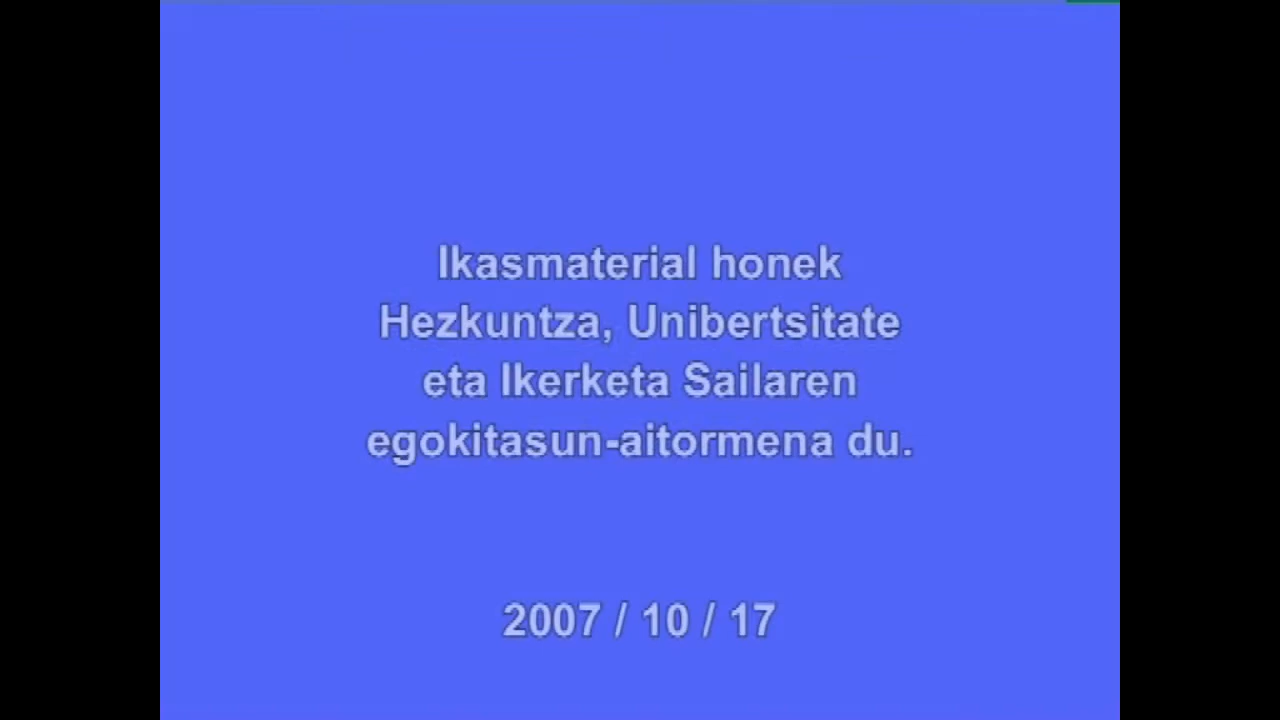 Ikasmaterial honek
Hezkuntza, Unibertsitate
eta Ikerketa Sailaren
egokitasun-aitormena du.
2007 / 10 / 17